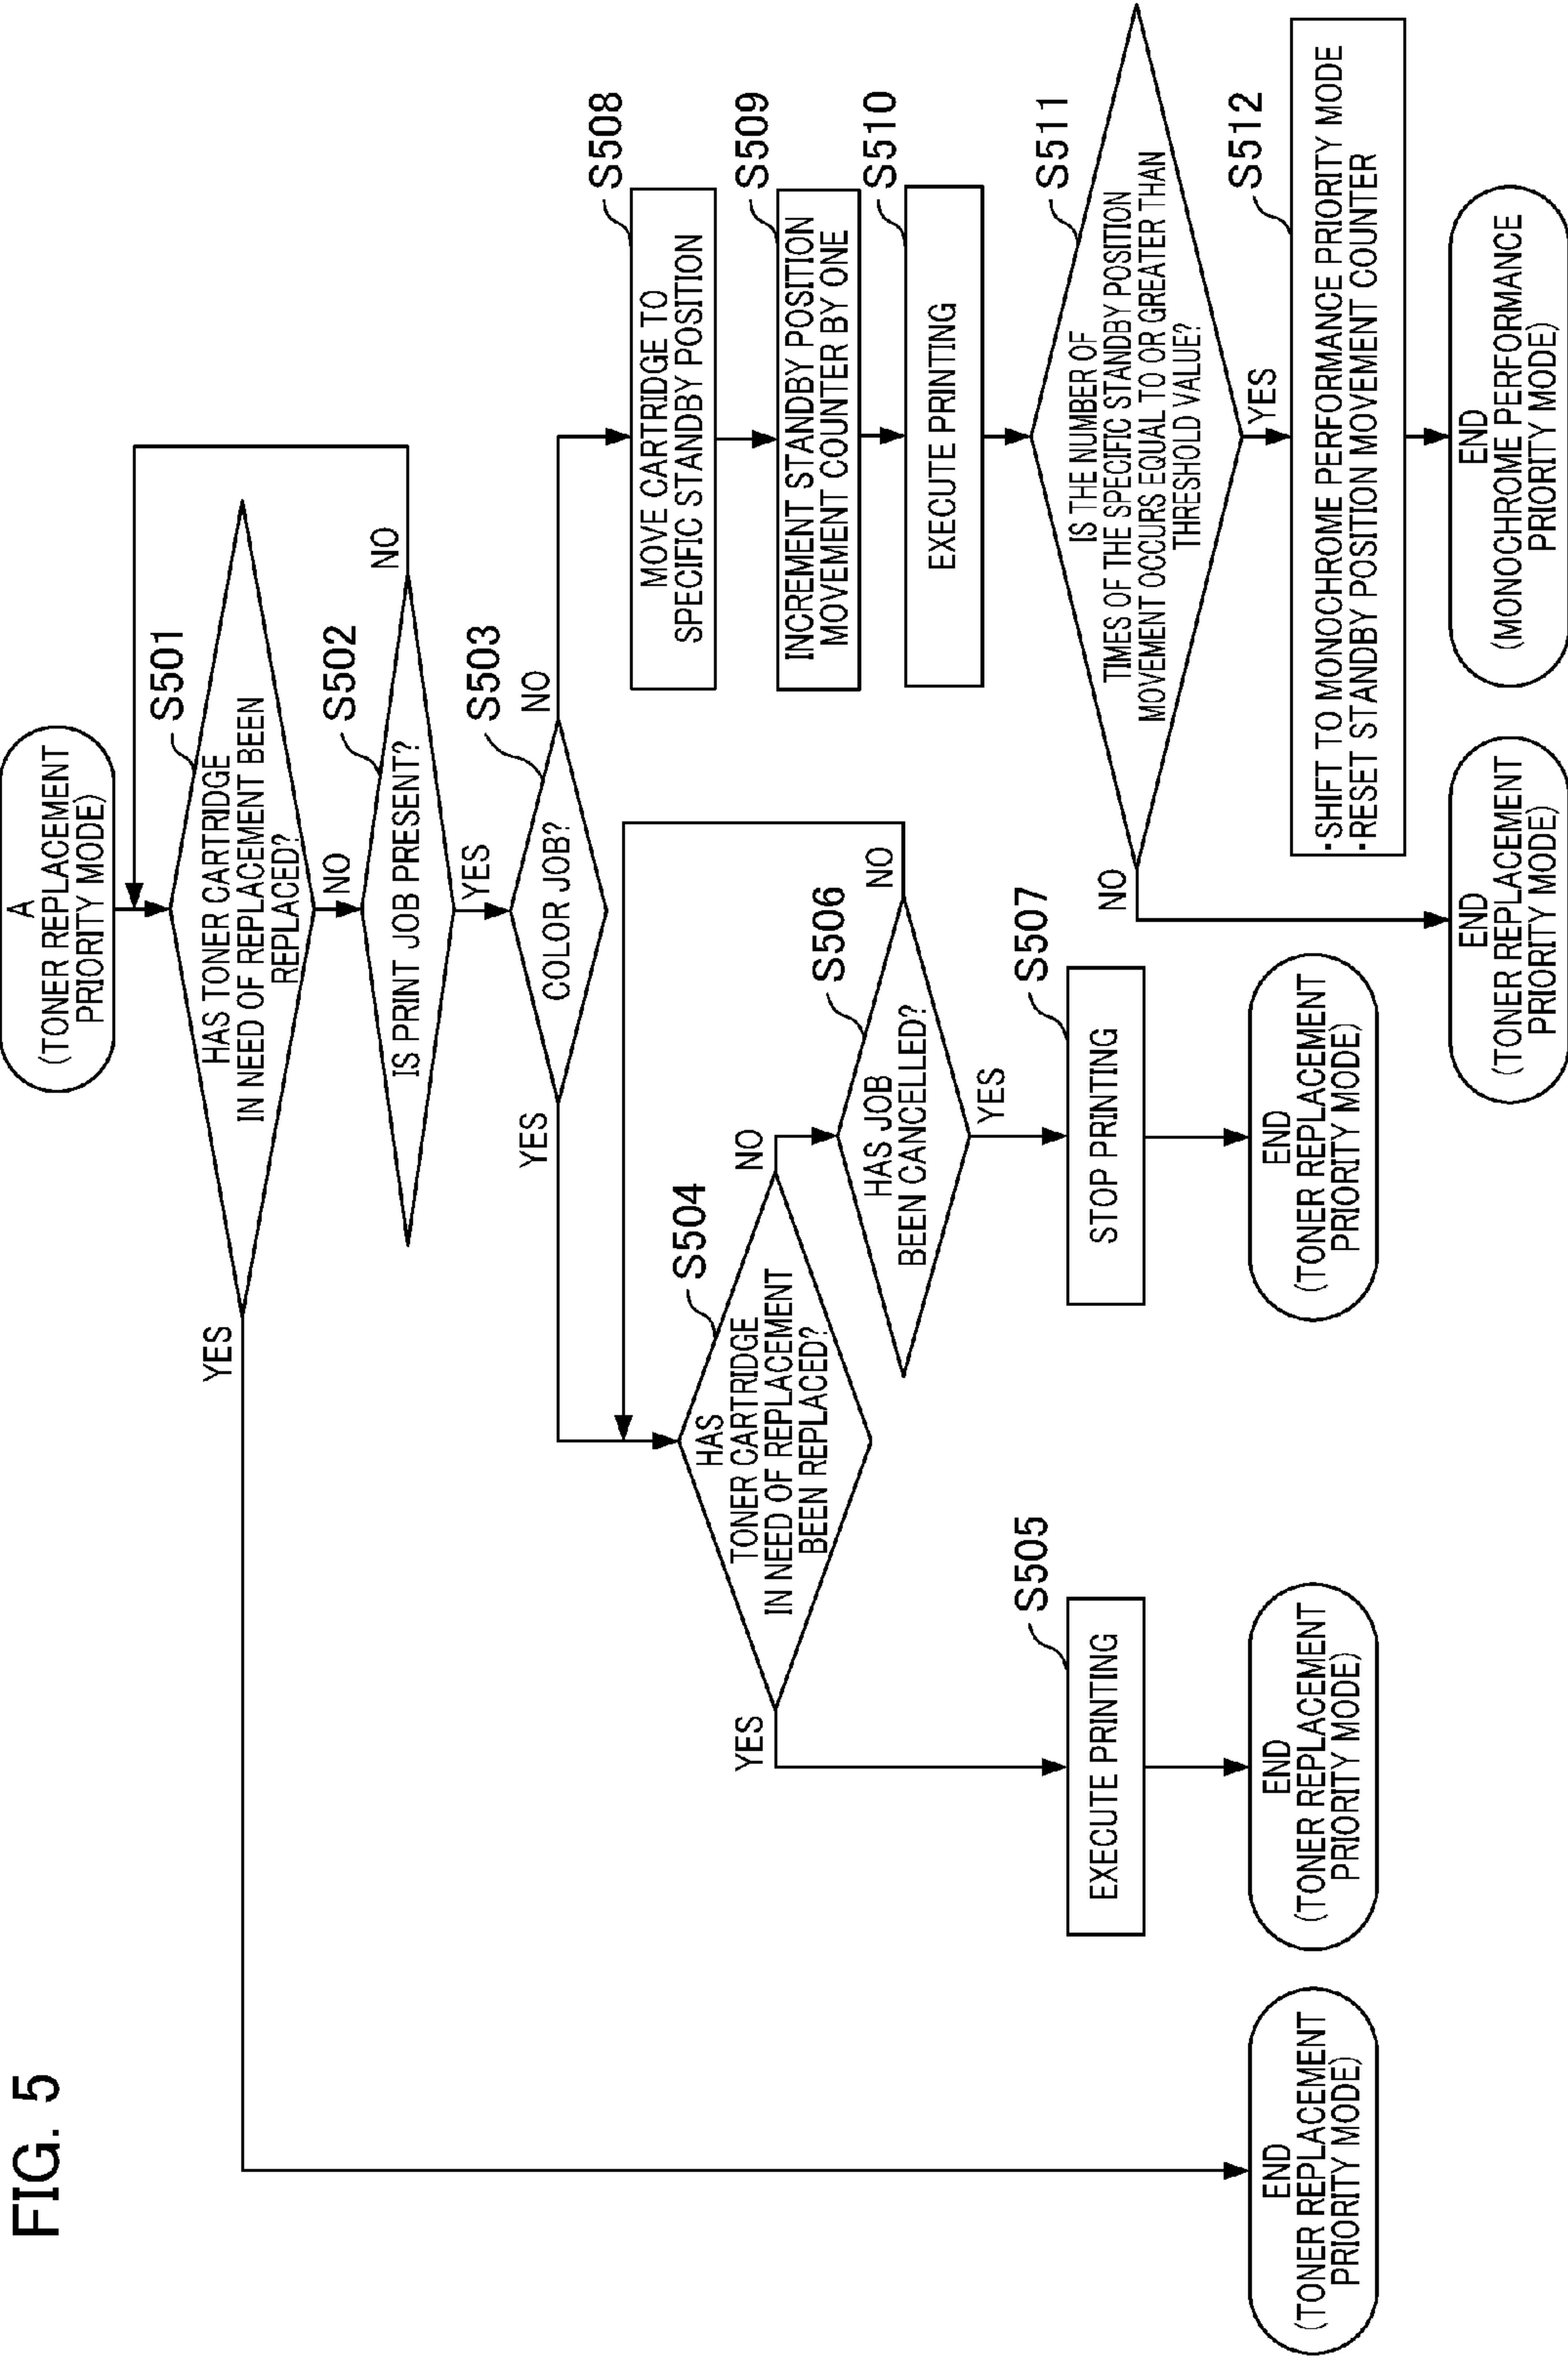 FIG. 5
A
(TONER REPLACEMENT
PRIORITY MODE)
S501
HAS TONER CARTRIDGE
IN NEED OF REPLACEMENT BEEN
REPLACED?
YES
NO
S502
IS PRINT JOB PRESENT?
NO
YES
S503
COLOR JOB?
YES
NO
S504
HAS
TONER CARTRIDGE
IN NEED OF REPLACEMENT
BEEN REPLACED?
YES
NO
S505
EXECUTE PRINTING
S506
HAS JOB
BEEN CANCELLED?
NO
YES
S507
STOP PRINTING
S508
MOVE CARTRIDGE TO
SPECIFIC STANDBY POSITION
S509
INCREMENT STANDBY POSITION
MOVEMENT COUNTER BY ONE
S510
EXECUTE PRINTING
S511
IS THE NUMBER OF
TIMES OF THE SPECIFIC STANDBY POSITION
MOVEMENT OCCURS EQUAL TO OR GREATER THAN
THRESHOLD VALUE?
NO
YES
S512
·SHIFT TO MONOCHROME PERFORMANCE PRIORITY MODE
·RESET STANDBY POSITION MOVEMENT COUNTER
END
(TONER REPLACEMENT
PRIORITY MODE)
END
(TONER REPLACEMENT
PRIORITY MODE)
END
(TONER REPLACEMENT
PRIORITY MODE)
END
(TONER REPLACEMENT
PRIORITY MODE)
END
(MONOCHROME PERFORMANCE
PRIORITY MODE)